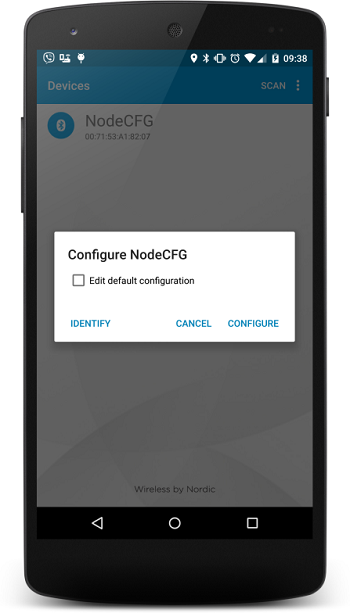 09:38
Devices
SCAN
NodeCFG
00:71:53:A1:82:07
Configure NodeCFG
Edit default configuration
IDENTIFY
CANCEL
CONFIGURE
Wireless by Nordic